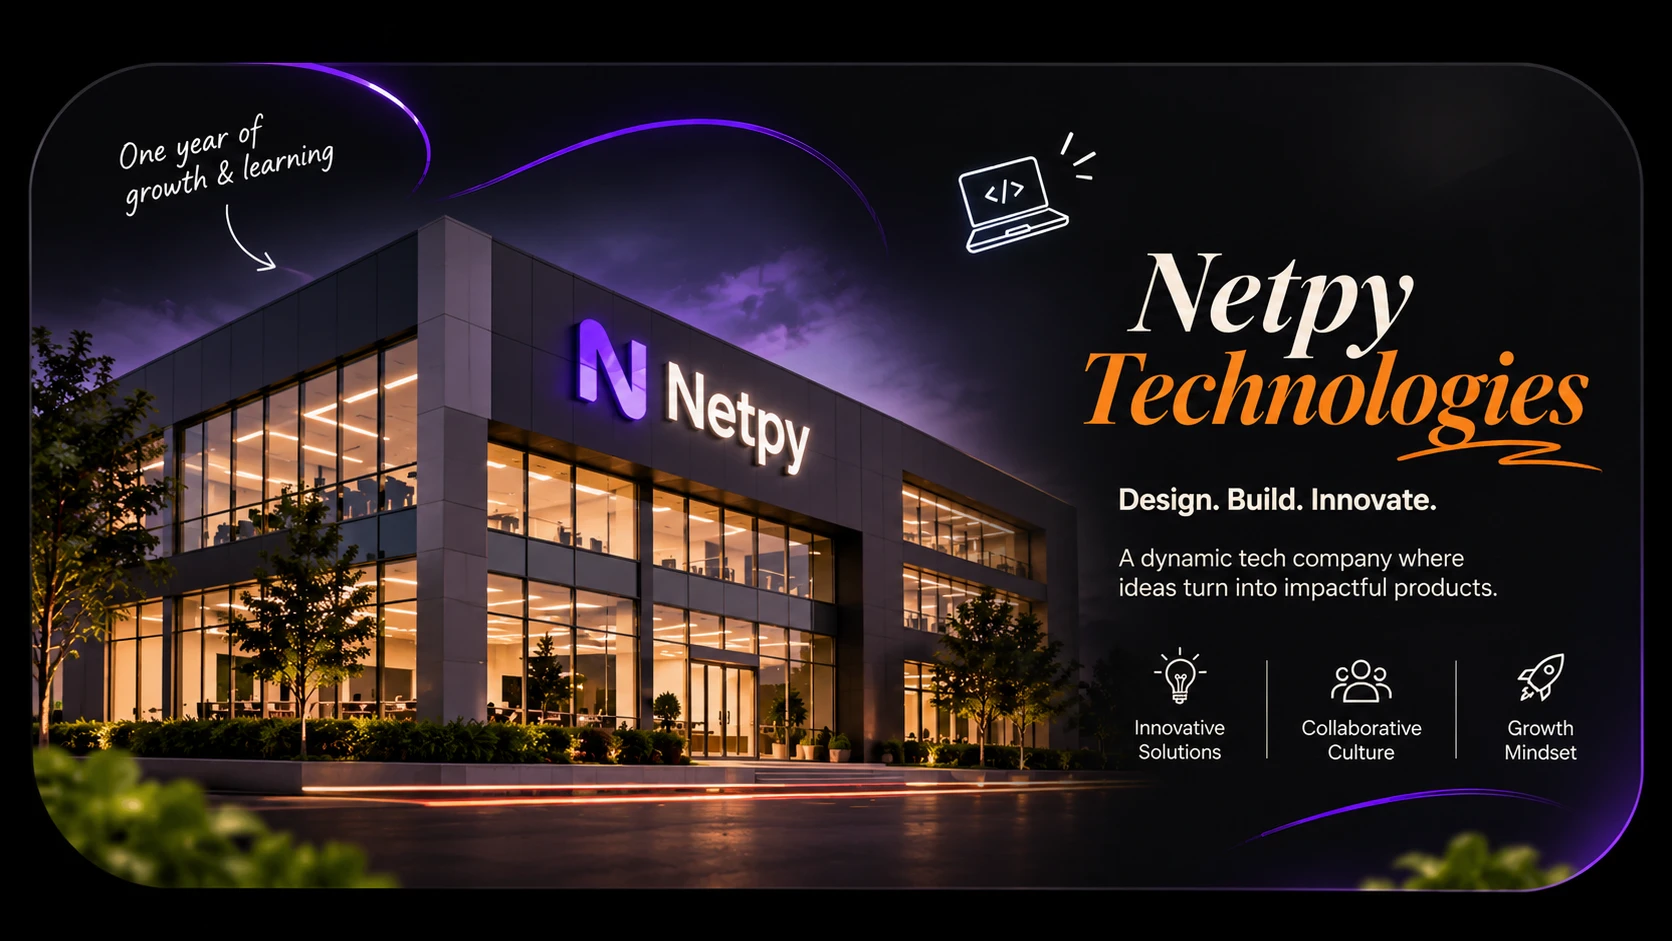 One year of
growth & learning
</>
N Netpy
Netpy
Technologies
Design. Build. Innovate.
A dynamic tech company where
ideas turn into impactful products.
Innovative
Solutions
Collaborative
Culture
Growth
Mindset